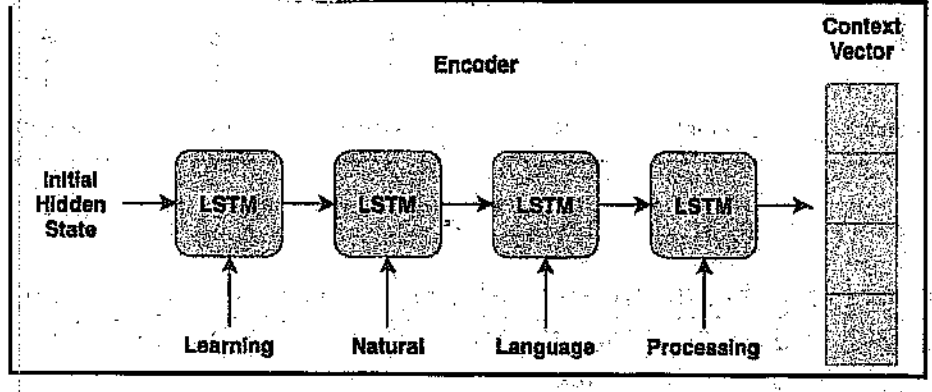 Context
Vector
Encoder
Initial
Hidden
State
LSTM
LSTM
LSTM
LSTM
Learning
Natural
Language
Processing